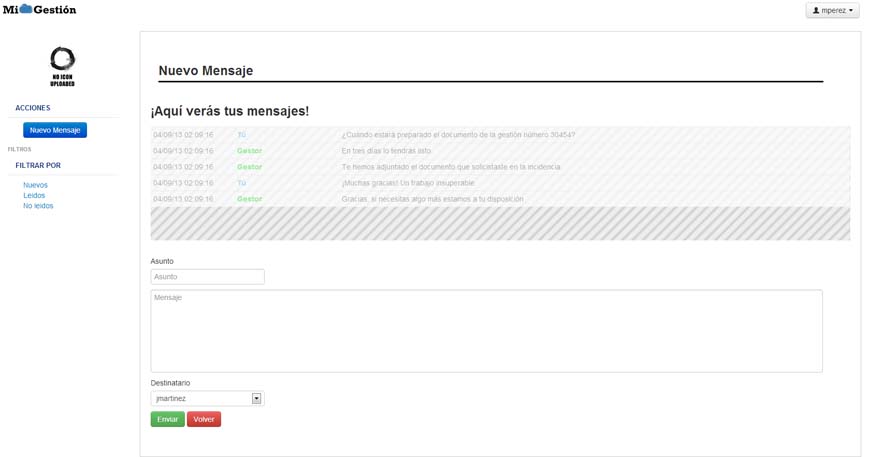 Mi Gestión
mperez
NO ICON
UPLOADED
ACCIONES
Nuevo Mensaje
FILTROS
FILTRAR POR
Nuevos
Leidos
No leidos
Nuevo Mensaje
¡Aquí verás tus mensajes!
04/09/13 02:09:16 Tú ¿Cuándo estará preparado el documento de la gestión número 30454?
04/09/13 02:09:16 Gestor En tres días lo tendrás listo.
04/09/13 02:09:16 Gestor Te hemos adjuntado el documento que solicistaste en la incidencia.
04/09/13 02:09:16 Tú ¡Muchas gracias! Un trabajo insuperable.
04/09/13 02:09:16 Gestor Gracias, si necesitas algo más estamos a tu disposición
Asunto
Asunto
Mensaje
Destinatario
jmartinez
Enviar Volver